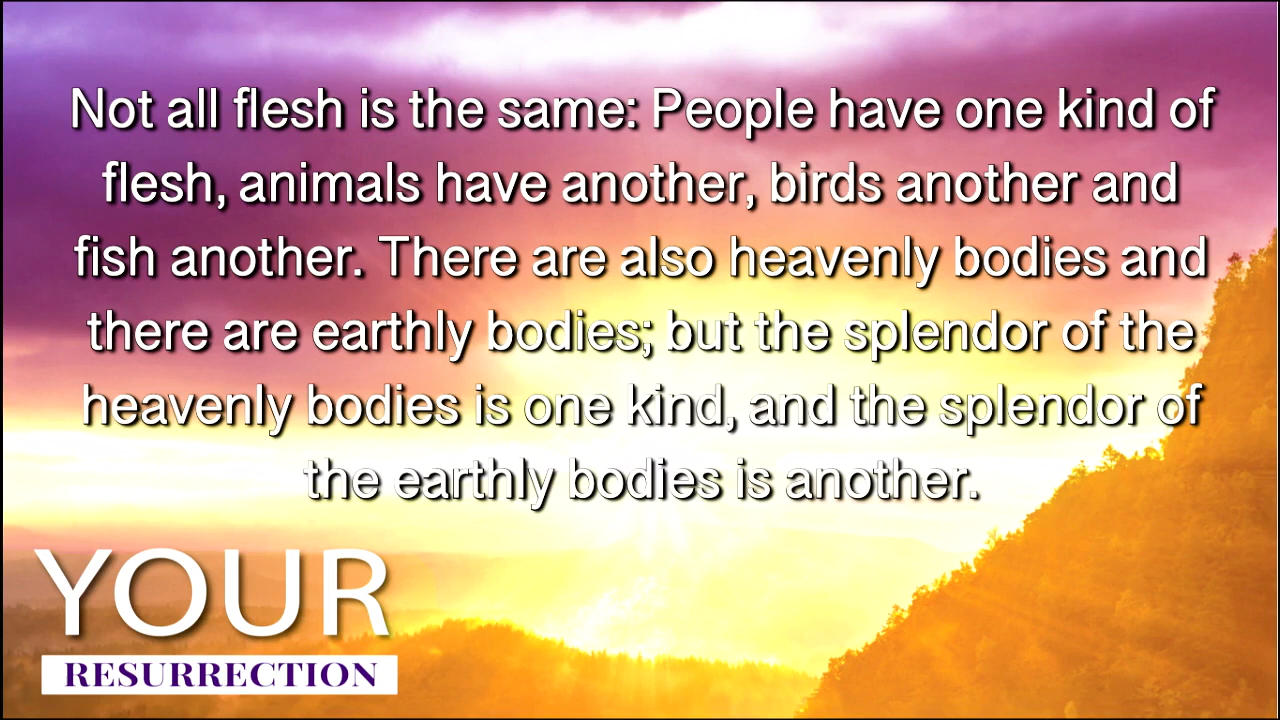 Not all flesh is the same: People have one kind of
flesh, animals have another, birds another and
fish another. There are also heavenly bodies and
there are earthly bodies; but the splendor of the
heavenly bodies is one kind, and the splendor of
the earthly bodies is another.
YOUR
RESURRECTION